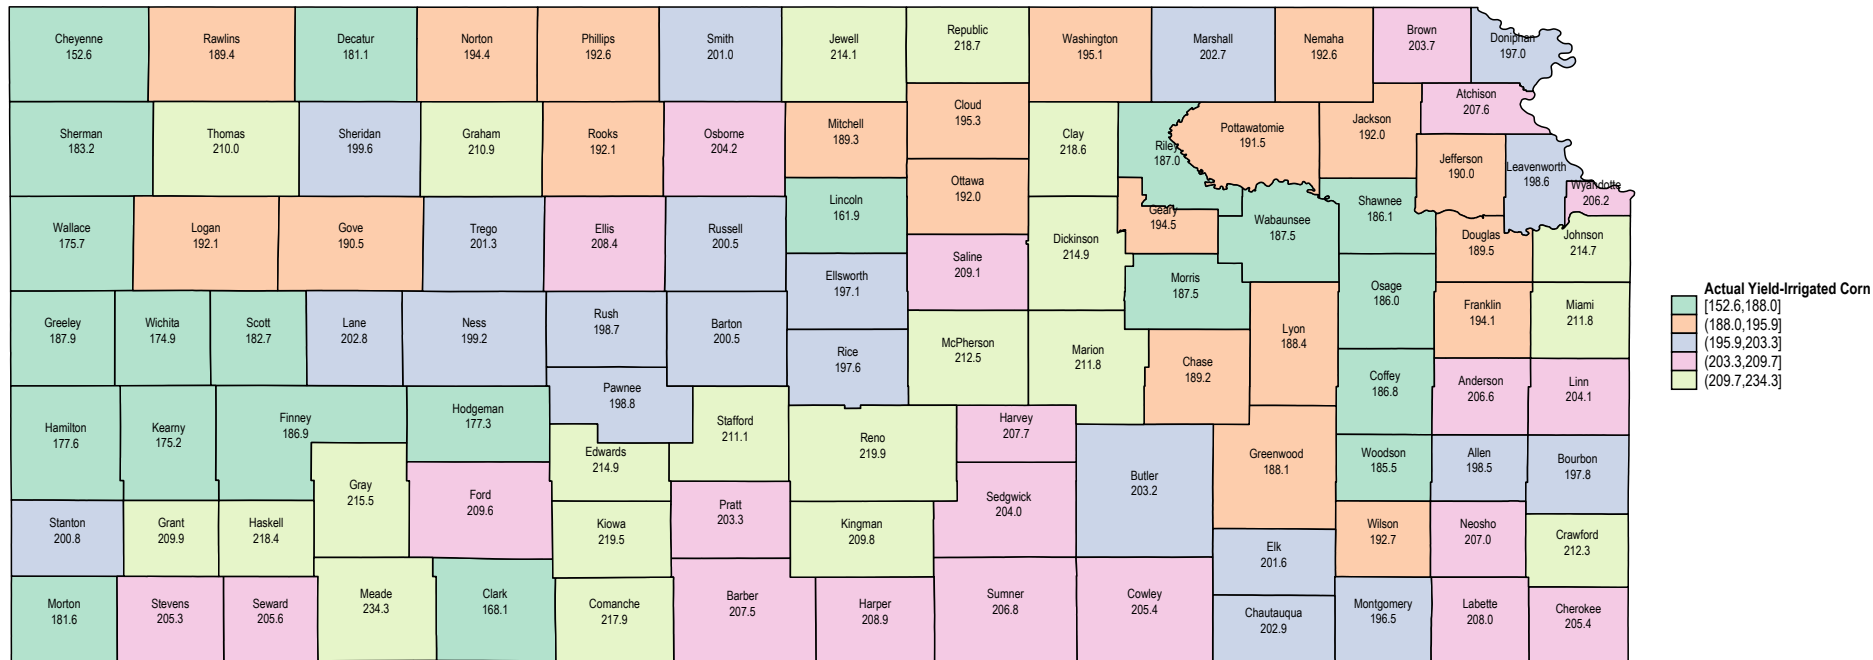 Cheyenne
152.6
Rawlins
189.4
Decatur
181.1
Norton
194.4
Phillips
192.6
Smith
201.0
Jewell
214.1
Republic
218.7
Washington
195.1
Marshall
202.7
Nemaha
192.6
Brown
203.7
Doniphan
197.0
Sherman
183.2
Thomas
210.0
Sheridan
199.6
Graham
210.9
Rooks
192.1
Osborne
204.2
Mitchell
189.3
Cloud
195.3
Clay
218.6
Riley
187.0
Pottawatomie
191.5
Jackson
192.0
Atchison
207.6
Jefferson
190.0
Leavenworth
198.6
Wyandotte
206.2
Wallace
175.7
Logan
192.1
Gove
190.5
Trego
201.3
Ellis
208.4
Russell
200.5
Lincoln
161.9
Ottawa
192.0
Dickinson
214.9
Geary
194.5
Wabaunsee
187.5
Shawnee
186.1
Douglas
189.5
Johnson
214.7
Ellsworth
197.1
Saline
209.1
Morris
187.5
Osage
186.0
Franklin
194.1
Miami
211.8
Greeley
187.9
Wichita
174.9
Scott
182.7
Lane
202.8
Ness
199.2
Rush
198.7
Barton
200.5
Rice
197.6
McPherson
212.5
Marion
211.8
Chase
189.2
Lyon
188.4
Coffey
186.8
Anderson
206.6
Linn
204.1
Hamilton
177.6
Kearny
175.2
Finney
186.9
Hodgeman
177.3
Pawnee
198.8
Stafford
211.1
Edwards
214.9
Reno
219.9
Harvey
207.7
Butler
203.2
Greenwood
188.1
Woodson
185.5
Allen
198.5
Bourbon
197.8
Gray
215.5
Ford
209.6
Pratt
203.3
Sedgwick
204.0
Stanton
200.8
Grant
209.9
Haskell
218.4
Kiowa
219.5
Kingman
209.8
Elk
201.6
Wilson
192.7
Neosho
207.0
Crawford
212.3
Morton
181.6
Stevens
205.3
Seward
205.6
Meade
234.3
Clark
168.1
Comanche
217.9
Barber
207.5
Harper
208.9
Sumner
206.8
Cowley
205.4
Chautauqua
202.9
Montgomery
196.5
Labette
208.0
Cherokee
205.4
Actual Yield-Irrigated Corn
[152.6,188.0]
(188.0,195.9]
(195.9,203.3]
(203.3,209.7]
(209.7,234.3]